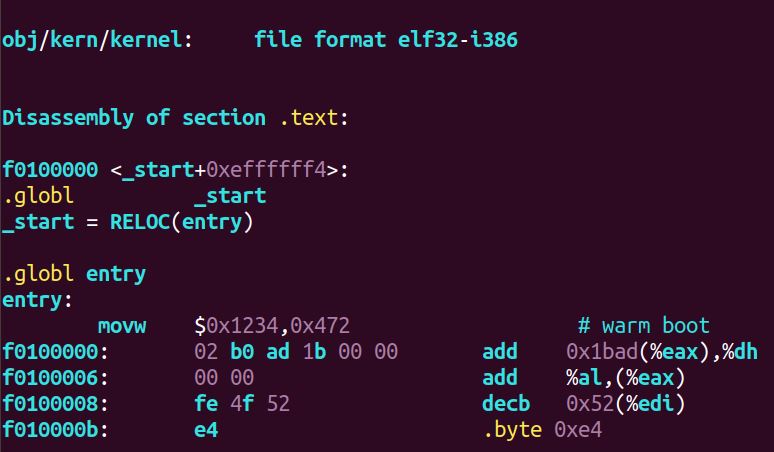 obj/kern/kernel:     file format elf32-i386
Disassembly of section .text:
f0100000 <_start+0xeffffff4>:
.globl          _start
_start = RELOC(entry)
.globl entry
entry:
        movw    $0x1234,0x472                   # warm boot
f0100000:       02 b0 ad 1b 00 00       add    0x1bad(%eax),%dh
f0100006:       00 00                   add    %al,(%eax)
f0100008:       fe 4f 52                decb   0x52(%edi)
f010000b:       e4                      .byte 0xe4